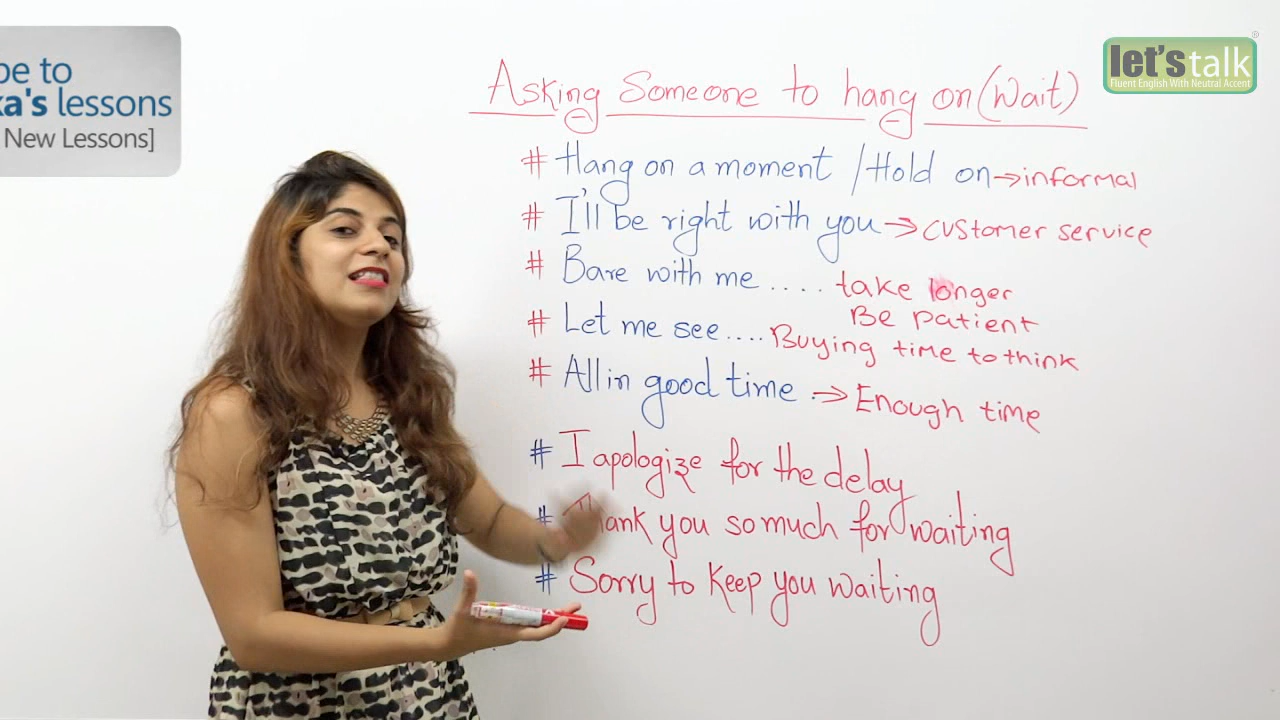 be to
ka's lessons
New Lessons]
let's talk
Fluent English With Neutral Accent
Asking Someone to hang on (Wait)
# Hang on a moment / Hold on → informal
# I'll be right with you → customer service
# Bare with me .... take longer
Be patient
# Let me see .... Buying time to think
# All in good time .→ Enough time
# I apologize for the delay
# Thank you so much for waiting
# Sorry to keep you waiting